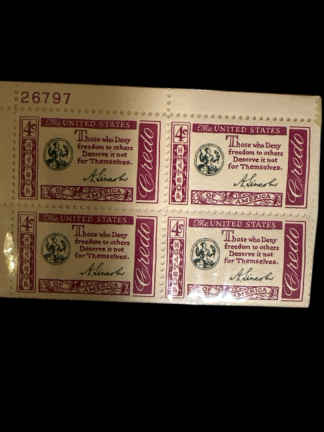 26797
The UNITED STATES
4¢
Those who Deny
freedom to others
Deserve it not
for Themselves.
A. Lincoln
Credo
The UNITED STATES
4¢
Those who Deny
freedom to others
Deserve it not
for Themselves.
A. Lincoln
Credo
AMERICA
The UNITED STATES
4¢
Those who Deny
freedom to others
Deserve it not
for Themselves.
A. Lincoln
Credo
The UNITED STATES
4¢
Those who Deny
freedom to others
Deserve it not
for Themselves.
A. Lincoln
Credo
AMERICA